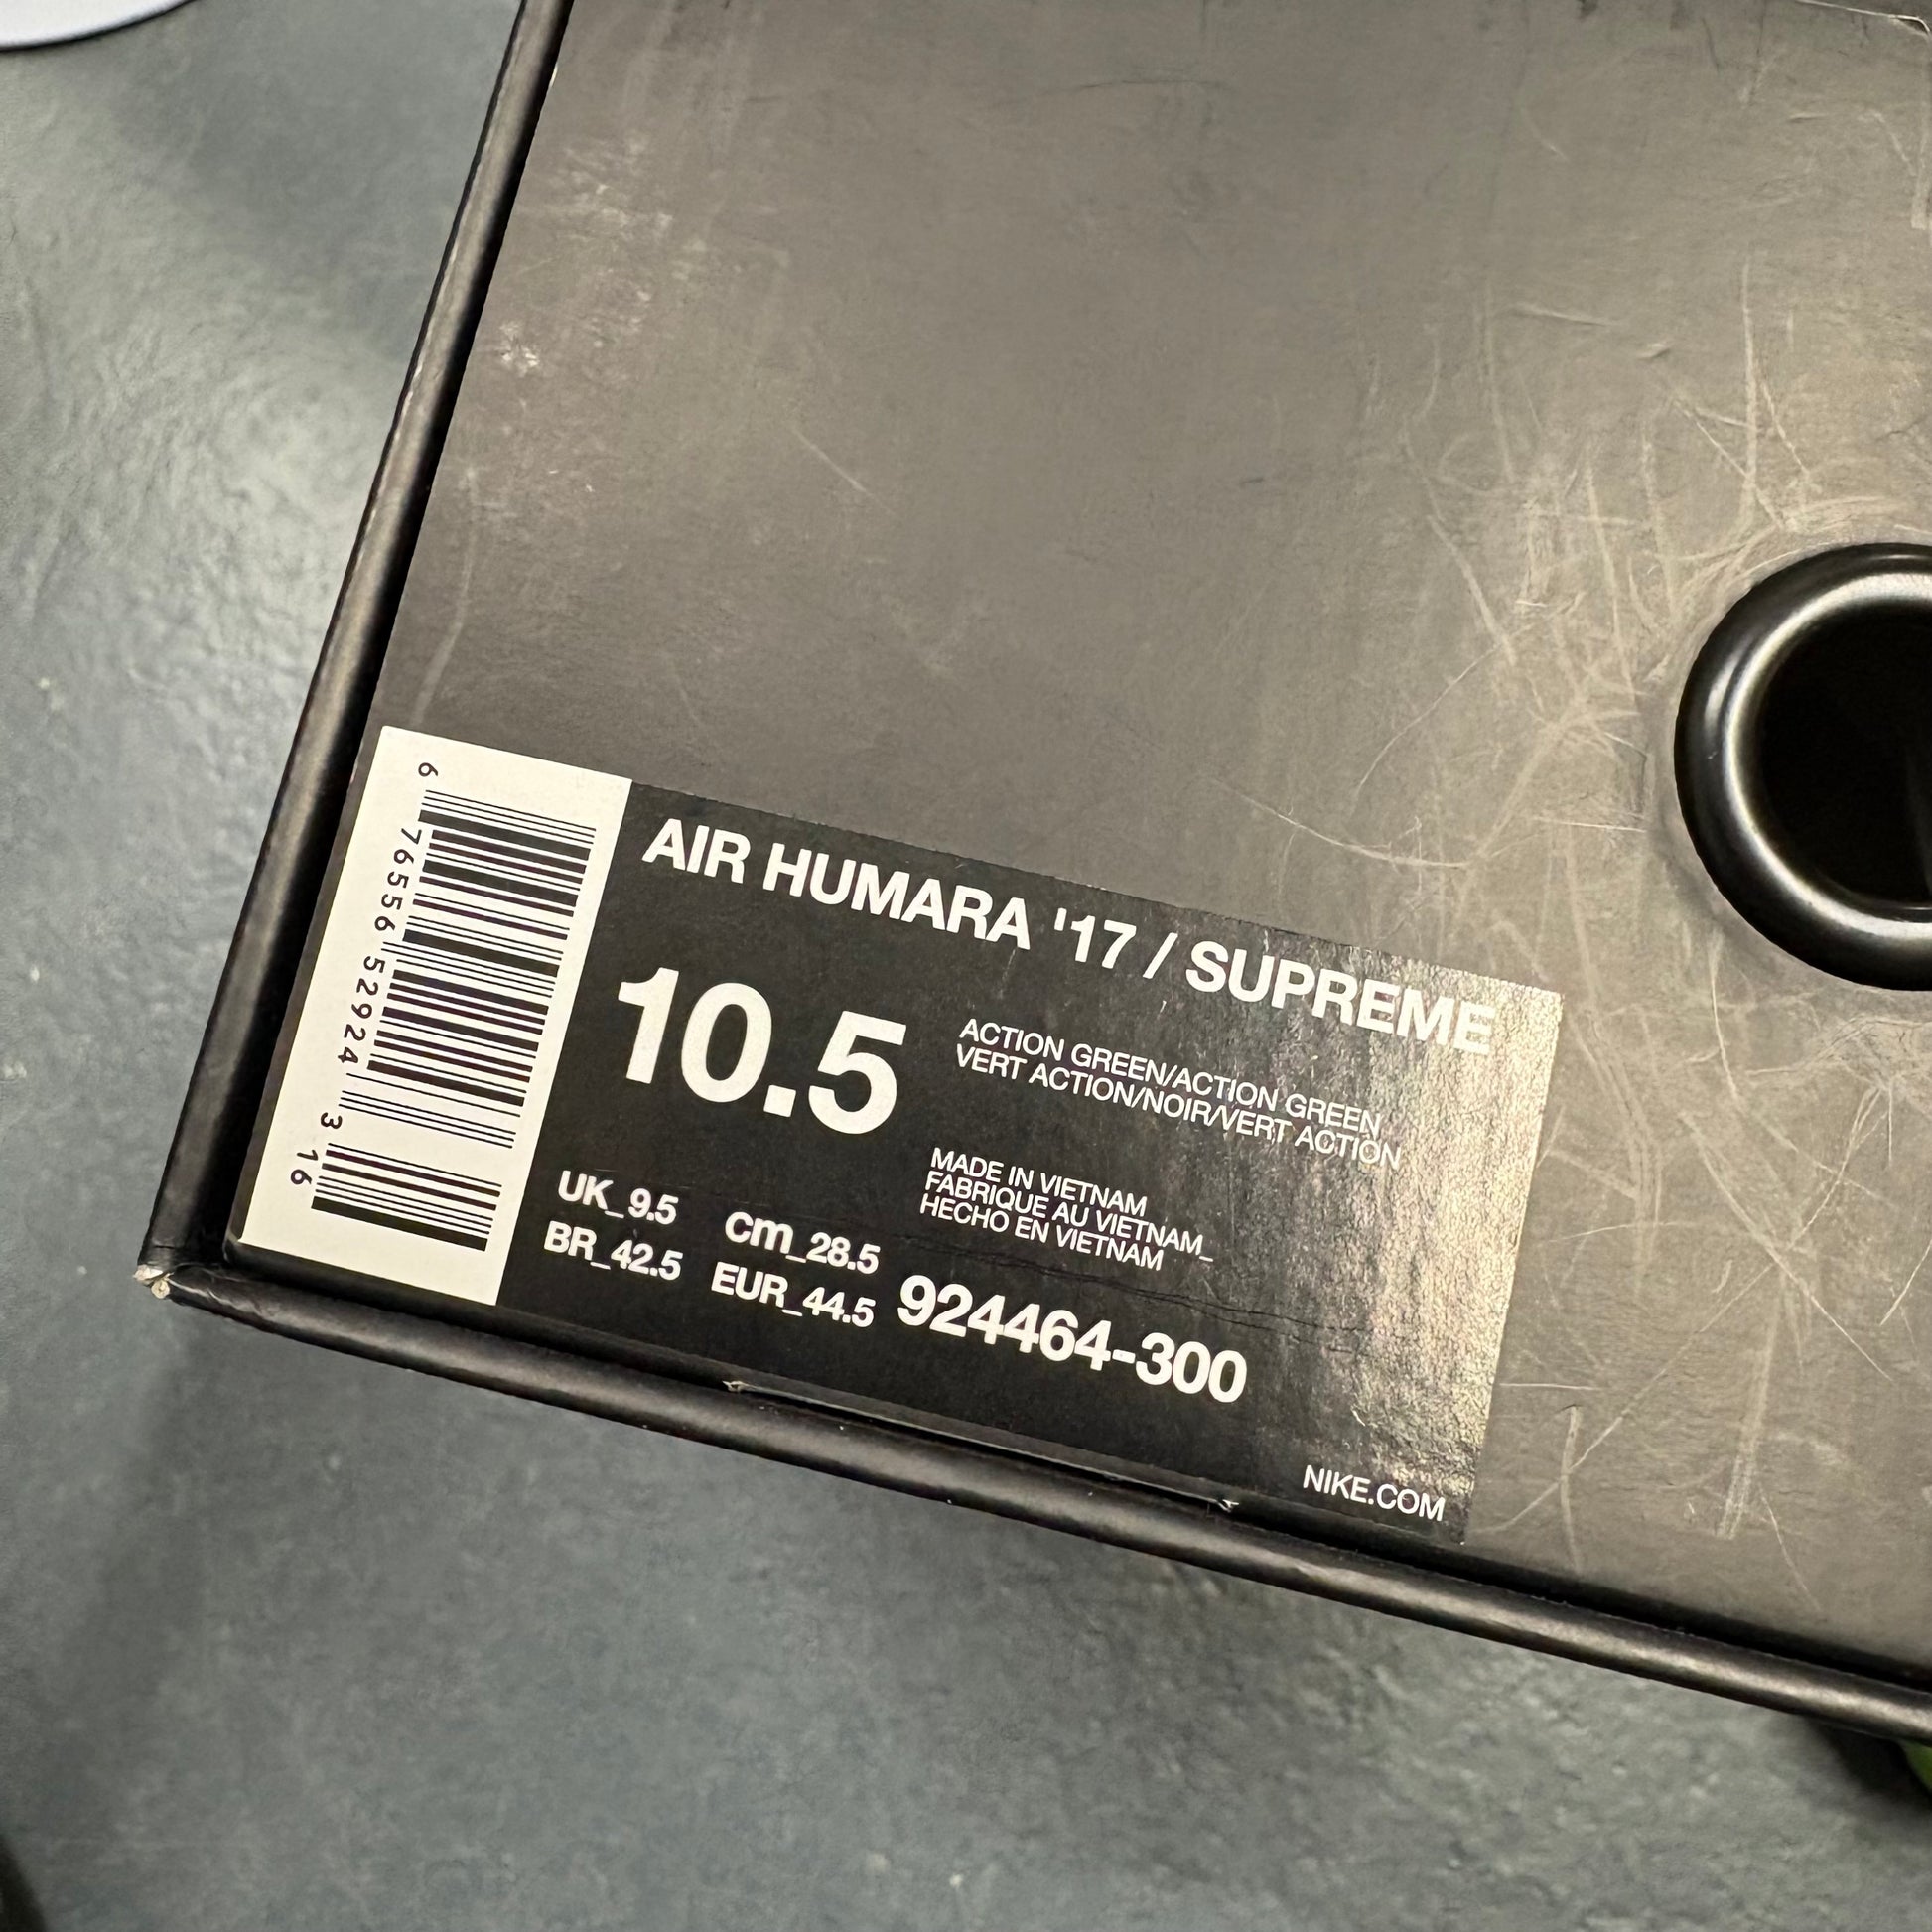 AIR HUMARA '17 / SUPREME
10.5
ACTION GREEN/ACTION GREEN
VERT ACTION/NOIR/VERT ACTION
MADE IN VIETNAM
FABRIQUE AU VIETNAM_
HECHO EN VIETNAM
UK_9.5 cm_28.5
BR_42.5 EUR_44.5
924464-300
NIKE.COM
6 76556 52924 3 16